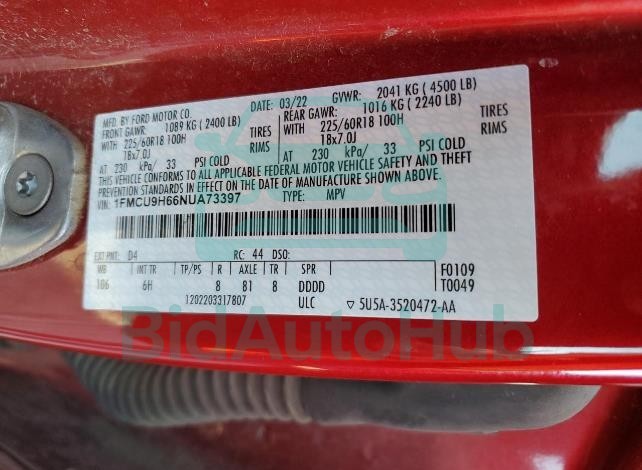 MFD. BY FORD MOTOR CO.
DATE: 03/22 GVWR: 2041 KG ( 4500 LB)
FRONT GAWR: 1089 KG ( 2400 LB) REAR GAWR: 1016 KG ( 2240 LB)
WITH 225/60R18 100H TIRES WITH 225/60R18 100H TIRES
18x7.0J RIMS 18x7.0J RIMS
AT 230 kPa/ 33 PSI COLD AT 230 kPa/ 33 PSI COLD
THIS VEHICLE CONFORMS TO ALL APPLICABLE FEDERAL MOTOR VEHICLE SAFETY AND THEFT
PREVENTION STANDARDS IN EFFECT ON THE DATE OF MANUFACTURE SHOWN ABOVE.
VIN: 1FMCU9H66NUA73397 TYPE: MPV
EXT PNT: D4 RC: 44 DSO:
WB INT TR TP/PS R AXLE TR SPR F0109
106 6H 8 81 8 DDDD T0049
1202203317807 ULC ▽ 5U5A-3520472-AA
BidAutoHub